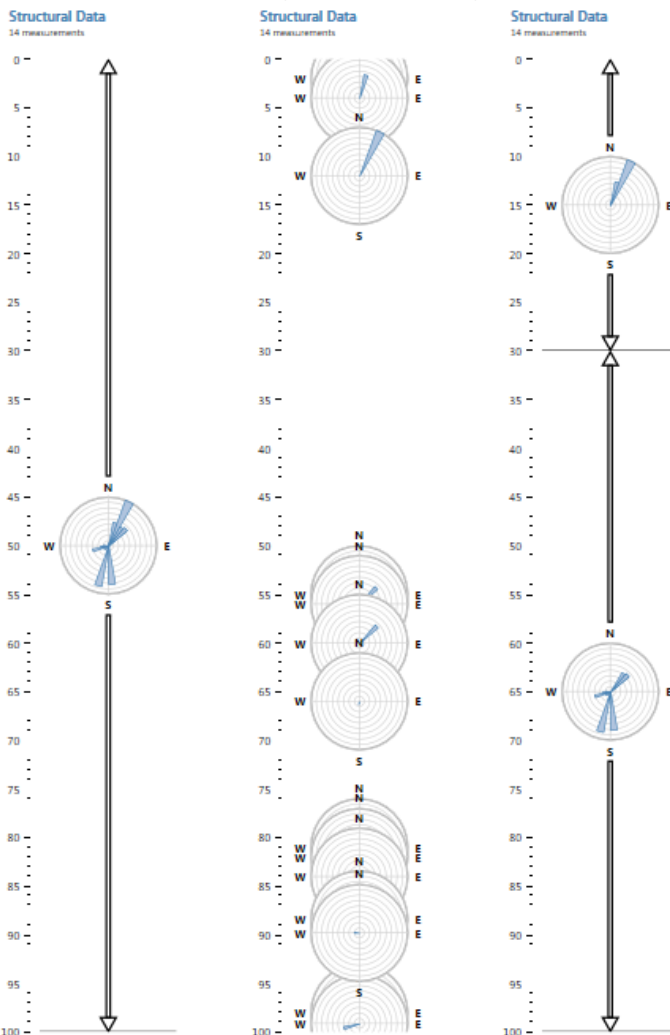 Structural Data Structural Data Structural Data
14 measurements 14 measurements 14 measurements
0 0 0
W E
W E
5 5 5
N
10 10 10 N
W E
15 15 15 W E
20 20 20
S
S
25 25 25
30 30 30
35 35 35
40 40 40
45 N 45 45
N
50 W E 50 N 50
N
55 55 W E 55
S W E
60 60 W N E 60 N
65 65 W E 65 W E
70 70 70
S S
75 75 N 75
N
N
80 80 W E 80
W E
85 85 W N E 85
N
90 90 W E 90
W E
95 95 S 95
W E
100 100 W E 100